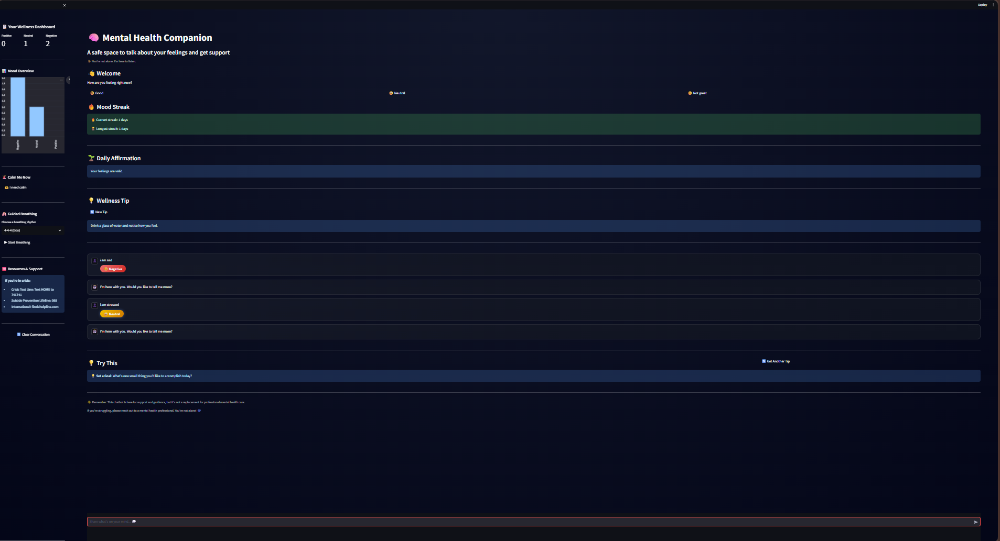 Deploy
Your Wellness Dashboard
Positive Neutral Negative
0 1 2
Mood Overview
2.0
1.8
1.6
1.4
1.2
1.0
0.8
0.6
0.4
0.2
0.0
Negative Neutral Positive
Calm Me Now
I need calm
Guided Breathing
Choose a breathing rhythm
4-4-4 (Box)
Start Breathing
Resources & Support
If you're in crisis:
Crisis Text Line: Text HOME to
741741
Suicide Prevention Lifeline: 988
International: findahelpline.com
Clear Conversation
Mental Health Companion
A safe space to talk about your feelings and get support
You're not alone. I'm here to listen.
Welcome
How are you feeling right now?
Good Neutral Not great
Mood Streak
Current streak: 1 days
Longest streak: 1 days
Daily Affirmation
Your feelings are valid.
Wellness Tip
New Tip
Drink a glass of water and notice how you feel.
i am sad
Negative
I'm here with you. Would you like to tell me more?
i am stressed
Neutral
I'm here with you. Would you like to tell me more?
Try This
Get Another Tip
Set a Goal: What's one small thing you'd like to accomplish today?
Remember: This chatbot is here for support and guidance, but it's not a replacement for professional mental health care.
If you're struggling, please reach out to a mental health professional. You're not alone!
Share what's on your mind...